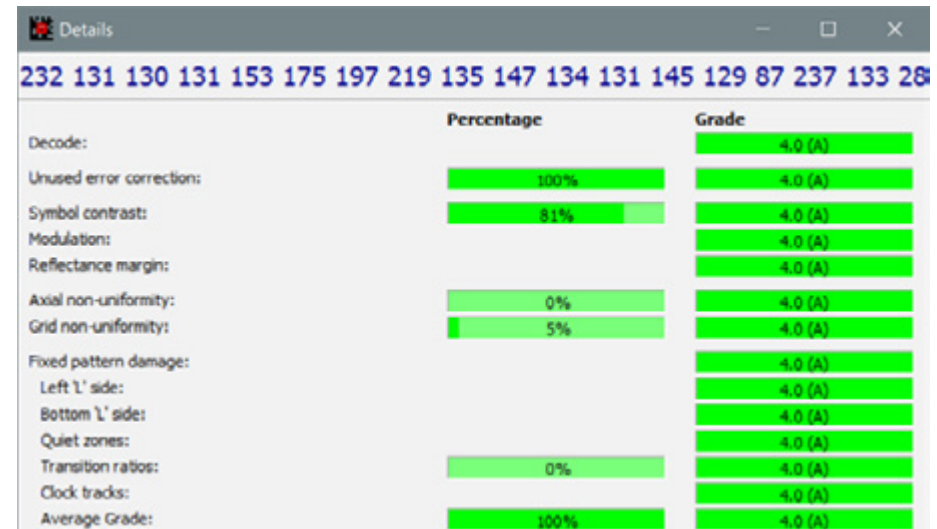 Details
232 131 130 131 153 175 197 219 135 147 134 131 145 129 87 237 133
Percentage Grade
Decode: 4.0 (A)
Unused error correction: 100% 4.0 (A)
Symbol contrast: 81% 4.0 (A)
Modulation: 4.0 (A)
Reflectance margin: 4.0 (A)
Axial non-uniformity: 0% 4.0 (A)
Grid non-uniformity: 5% 4.0 (A)
Fixed pattern damage: 4.0 (A)
Left 'L' side: 4.0 (A)
Bottom 'L' side: 4.0 (A)
Quiet zones: 4.0 (A)
Transition ratios: 0% 4.0 (A)
Clock tracks: 4.0 (A)
Average Grade: 100% 4.0 (A)